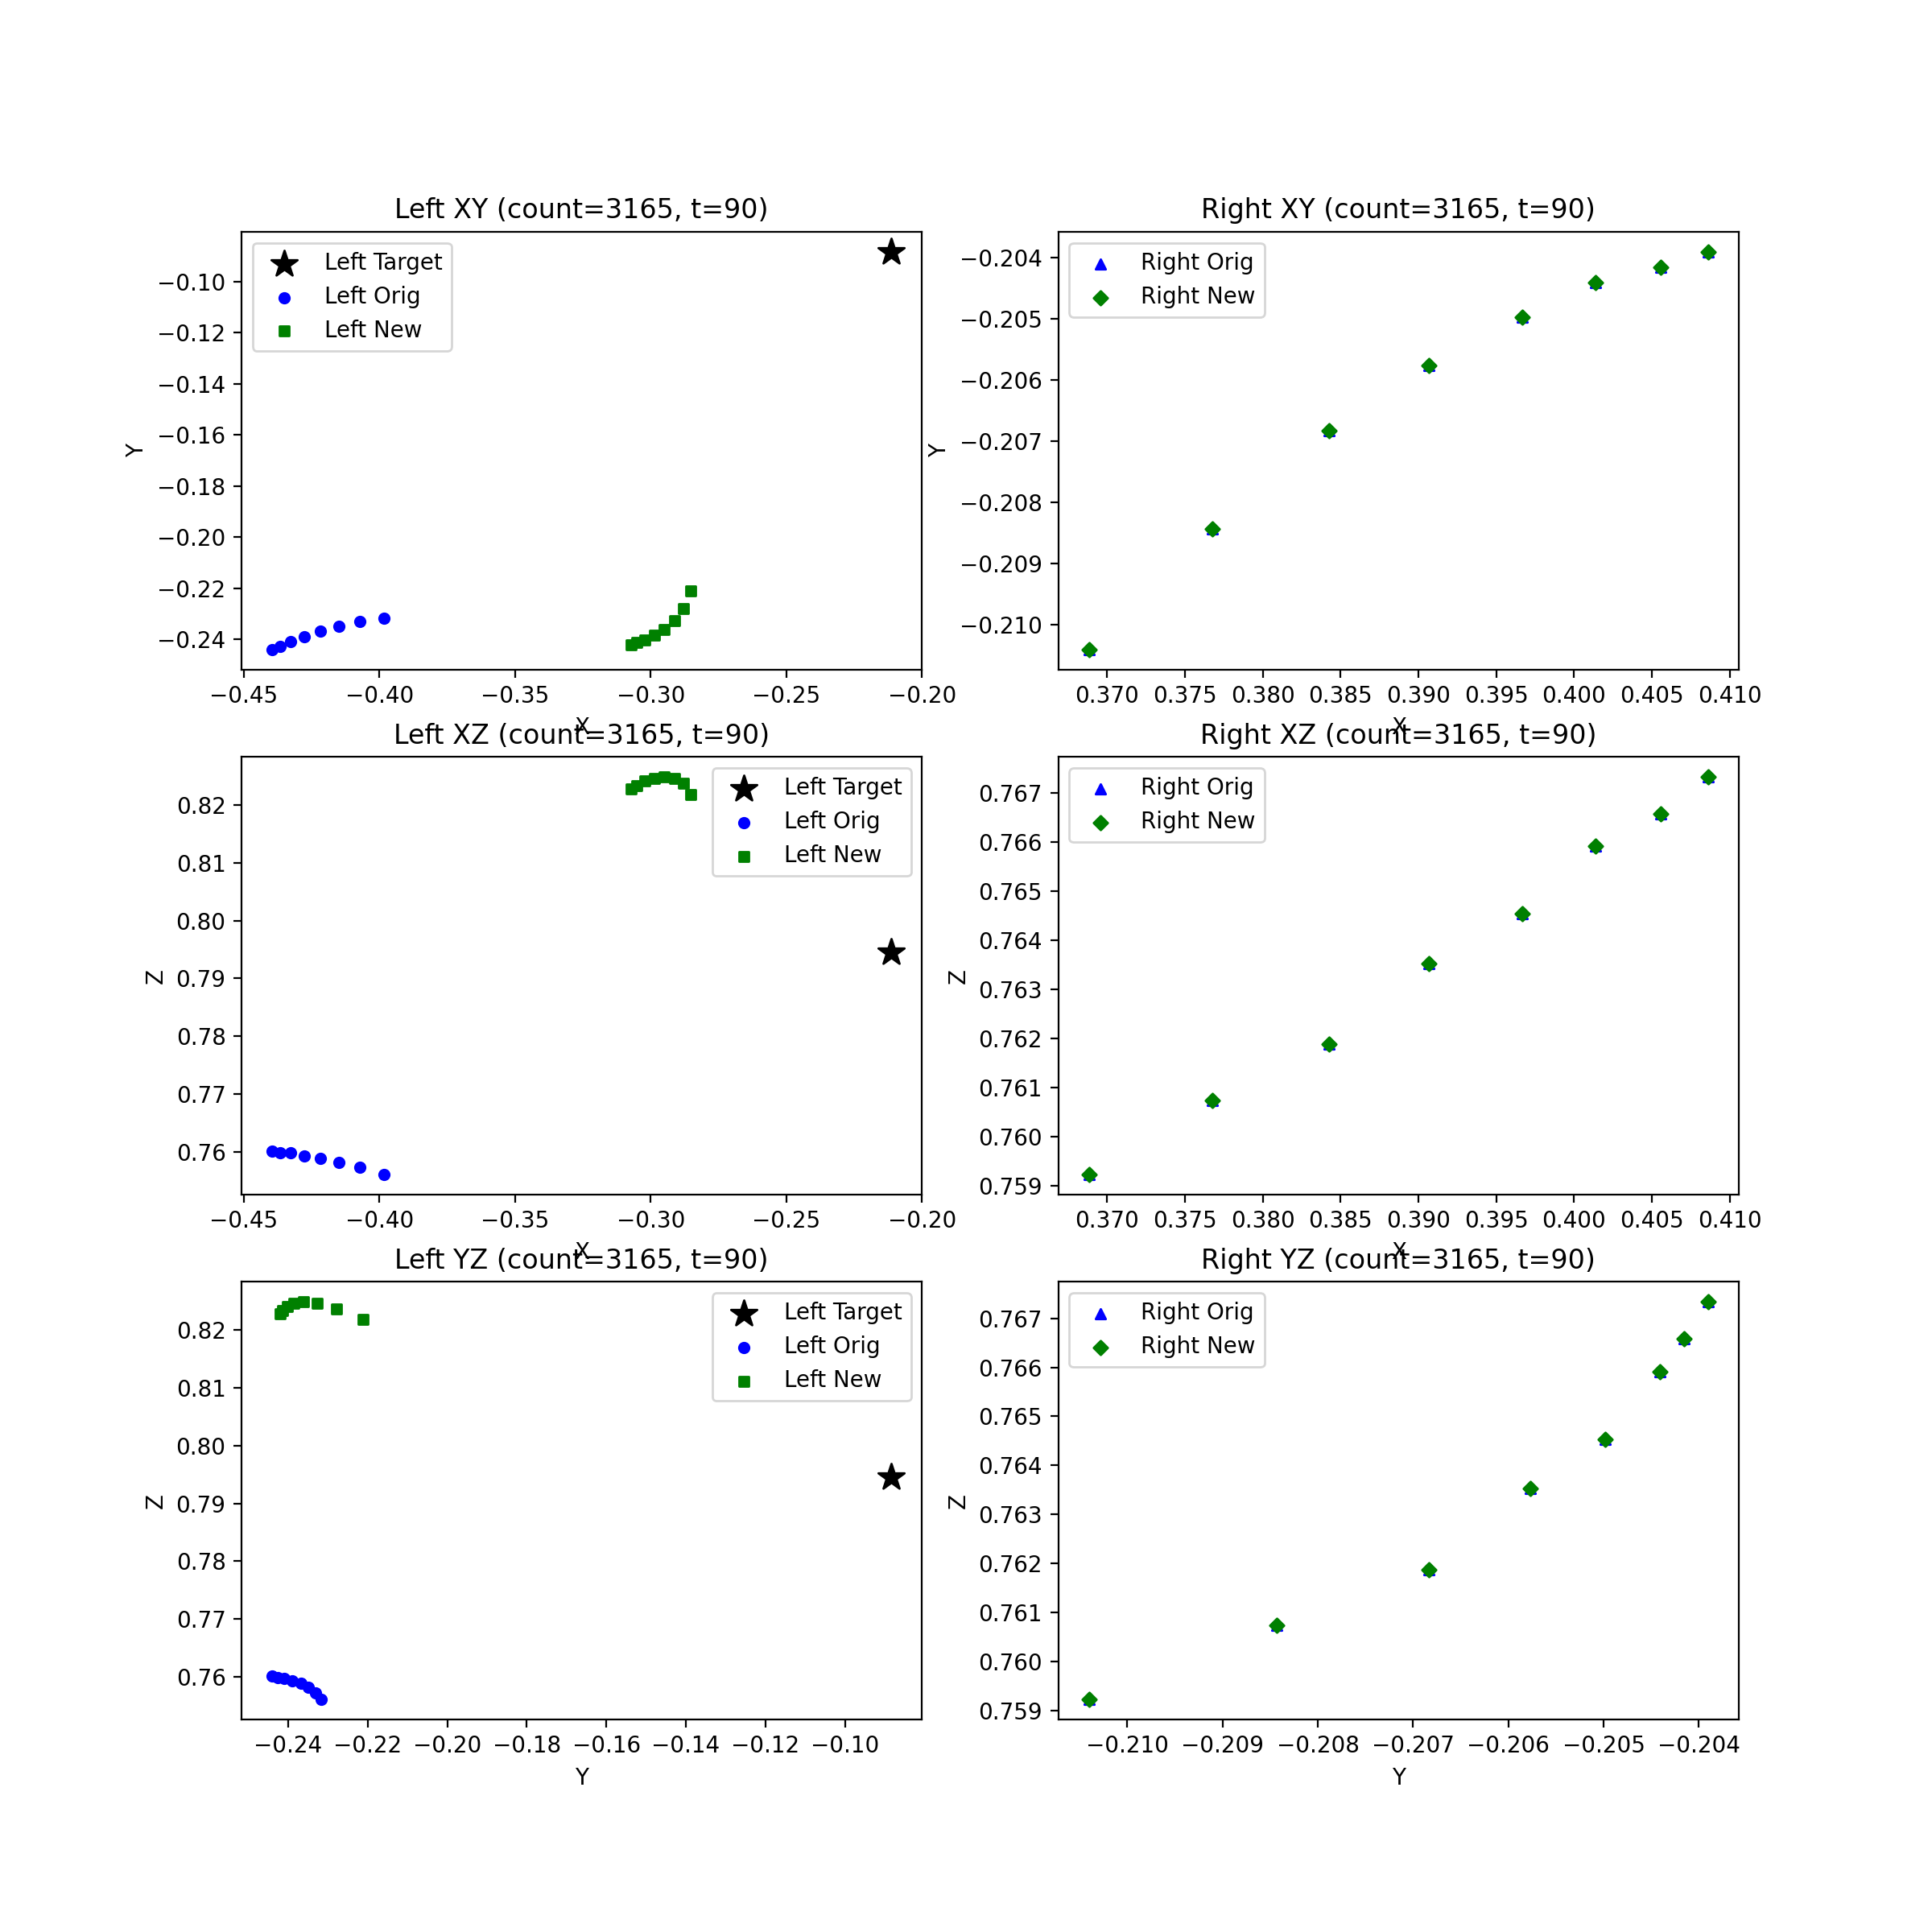 Left XY (count=3165, t=90)
Left Target
Left Orig
Left New
−0.10
−0.12
−0.14
−0.16
−0.18
−0.20
−0.22
−0.24
Y
−0.45 −0.40 −0.35 −0.30 −0.25 −0.20
X
Right XY (count=3165, t=90)
Right Orig
Right New
−0.204
−0.205
−0.206
−0.207
−0.208
−0.209
−0.210
Y
0.370 0.375 0.380 0.385 0.390 0.395 0.400 0.405 0.410
X
Left XZ (count=3165, t=90)
Left Target
Left Orig
Left New
0.82
0.81
0.80
0.79
0.78
0.77
0.76
Z
−0.45 −0.40 −0.35 −0.30 −0.25 −0.20
X
Right XZ (count=3165, t=90)
Right Orig
Right New
0.767
0.766
0.765
0.764
0.763
0.762
0.761
0.760
0.759
Z
0.370 0.375 0.380 0.385 0.390 0.395 0.400 0.405 0.410
X
Left YZ (count=3165, t=90)
Left Target
Left Orig
Left New
0.82
0.81
0.80
0.79
0.78
0.77
0.76
Z
−0.24 −0.22 −0.20 −0.18 −0.16 −0.14 −0.12 −0.10
Y
Right YZ (count=3165, t=90)
Right Orig
Right New
0.767
0.766
0.765
0.764
0.763
0.762
0.761
0.760
0.759
Z
−0.210 −0.209 −0.208 −0.207 −0.206 −0.205 −0.204
Y